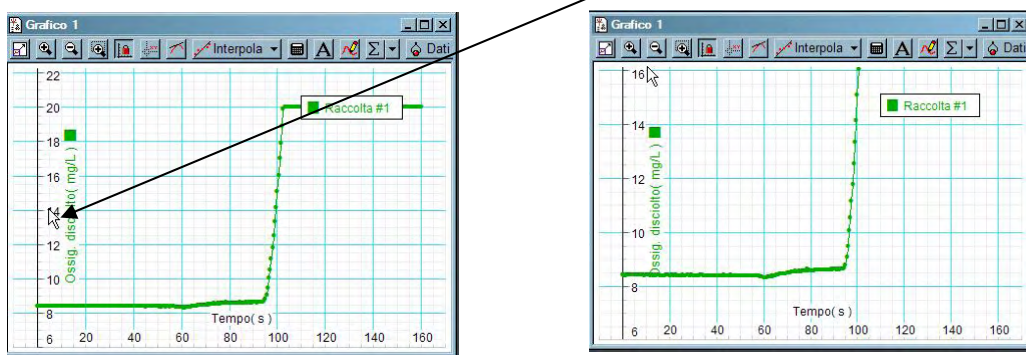 Grafico 1
Interpola
A
Σ
Dati
22
20
18
16
14
12
10
8
6
Ossig. disciolto( mg/L )
Raccolta #1
Tempo( s )
20 40 60 80 100 120 140 160
Grafico 1
Interpola
A
Σ
Dati
16
14
12
10
8
6
Ossig. disciolto( mg/L )
Raccolta #1
Tempo( s )
20 40 60 80 100 120 140 160